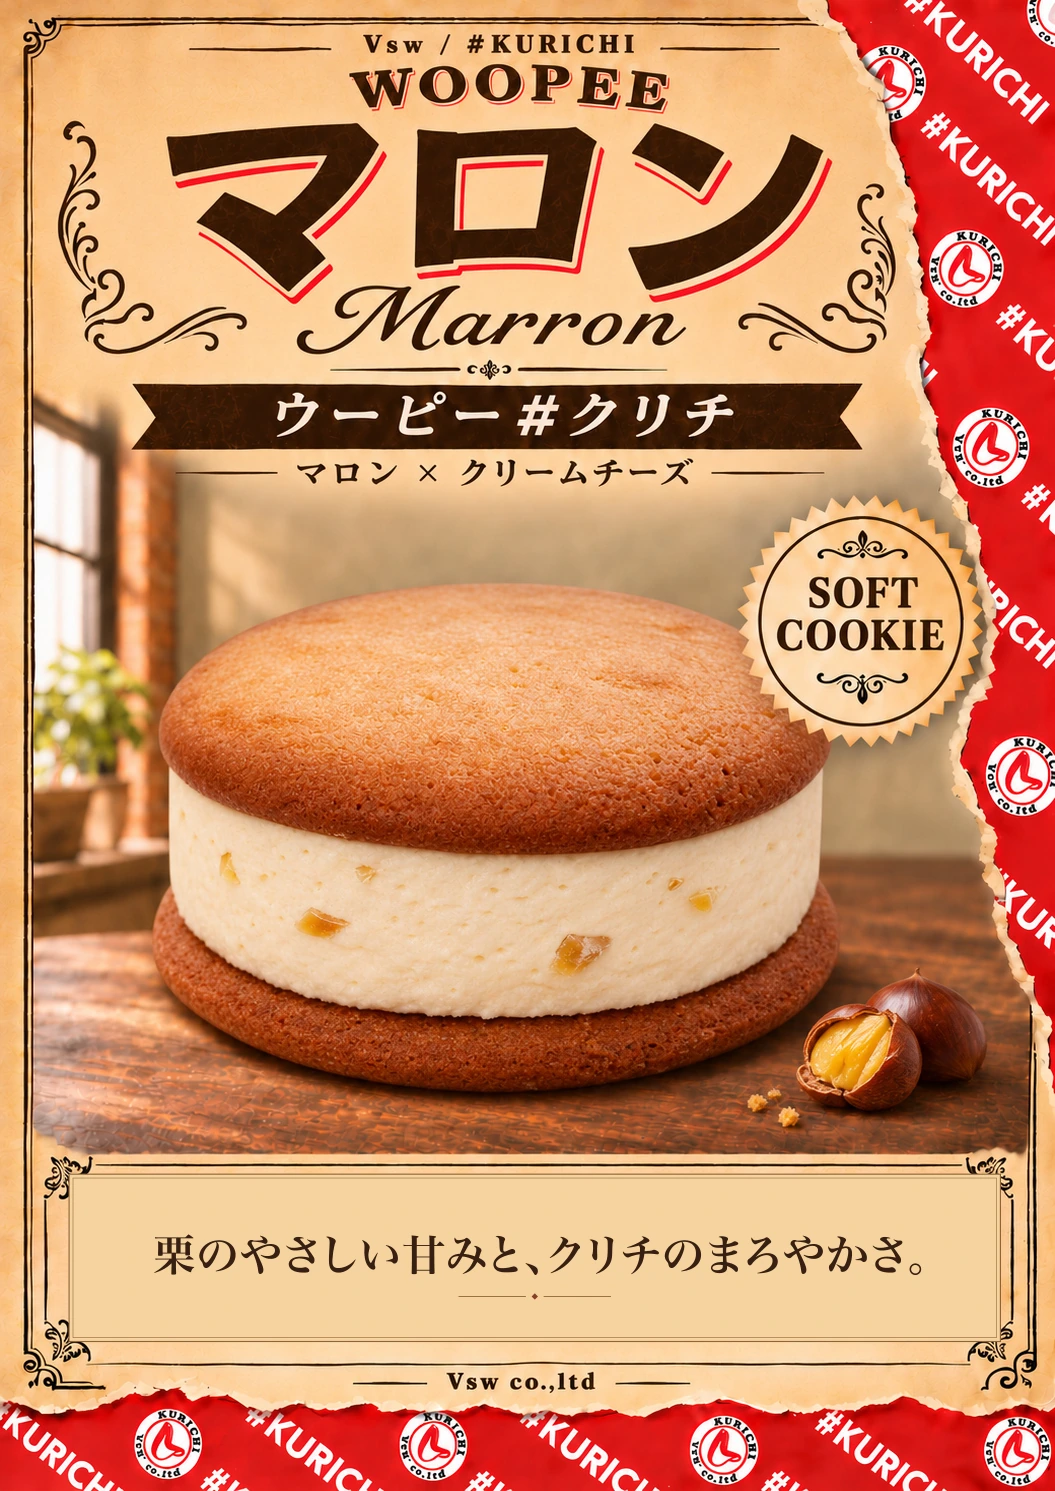 Vsw / #KURICHI
WOOPEE
マロン
Marron
ウーピー#クリチ
マロン × クリームチーズ
SOFT
COOKIE
栗のやさしい甘みと、クリチのまろやかさ。
Vsw co.,ltd
#KURICHI
#KURICHI
KURICHI
co.ltd